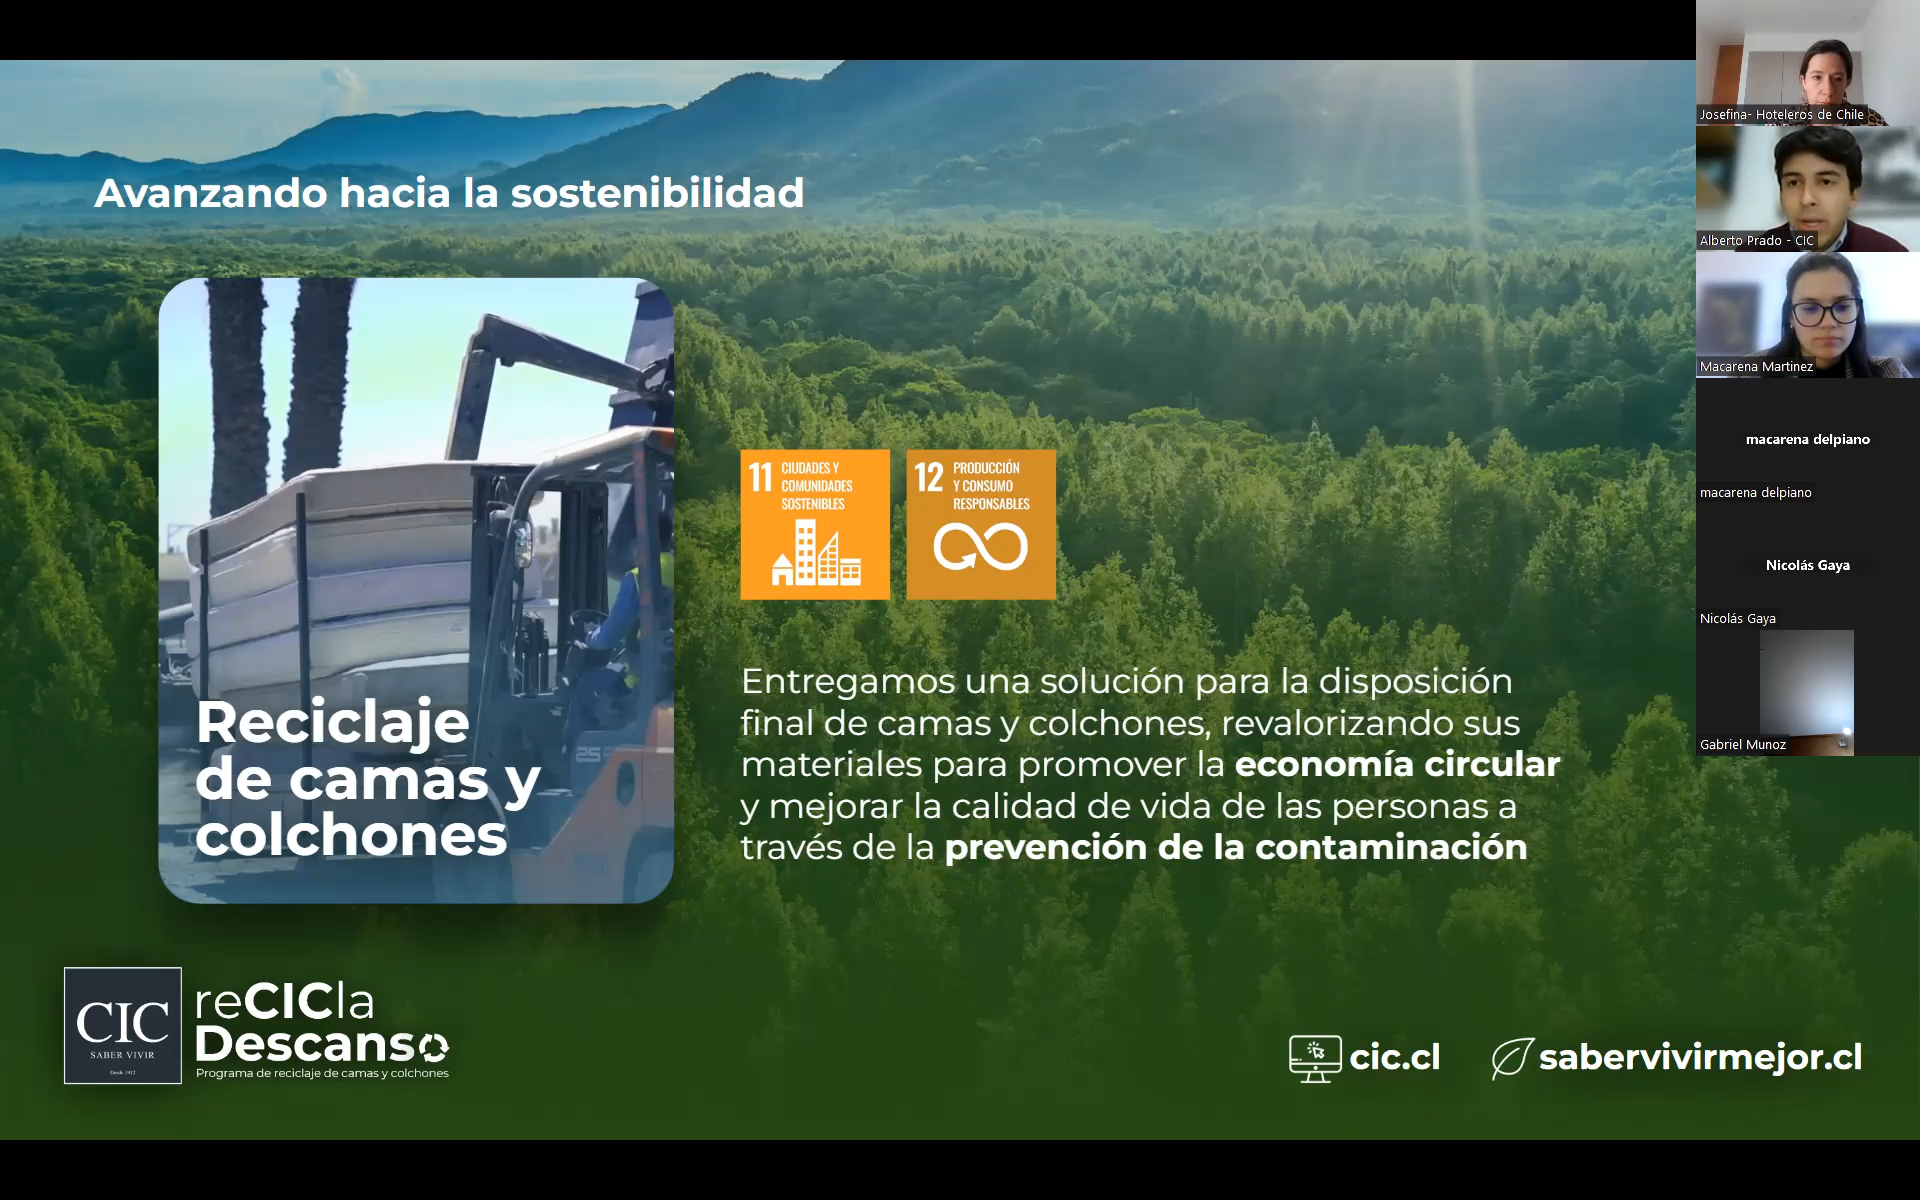 Avanzando hacia la sostenibilidad
Reciclaje
de camas y
colchones
11 CIUDADES Y
COMUNIDADES
SOSTENIBLES
12 PRODUCCIÓN
Y CONSUMO
RESPONSABLES
Entregamos una solución para la disposición
final de camas y colchones, revalorizando sus
materiales para promover la economía circular
y mejorar la calidad de vida de las personas a
través de la prevención de la contaminación
CIC
SABER VIVIR
Desde 1912
reCICla
Descanso
Programa de reciclaje de camas y colchones
cic.cl
sabervivirmejor.cl
Josefina- Hoteleros de Chile
Alberto Prado - CIC
Macarena Martinez
macarena delpiano
macarena delpiano
Nicolás Gaya
Nicolás Gaya
Gabriel Munoz
25